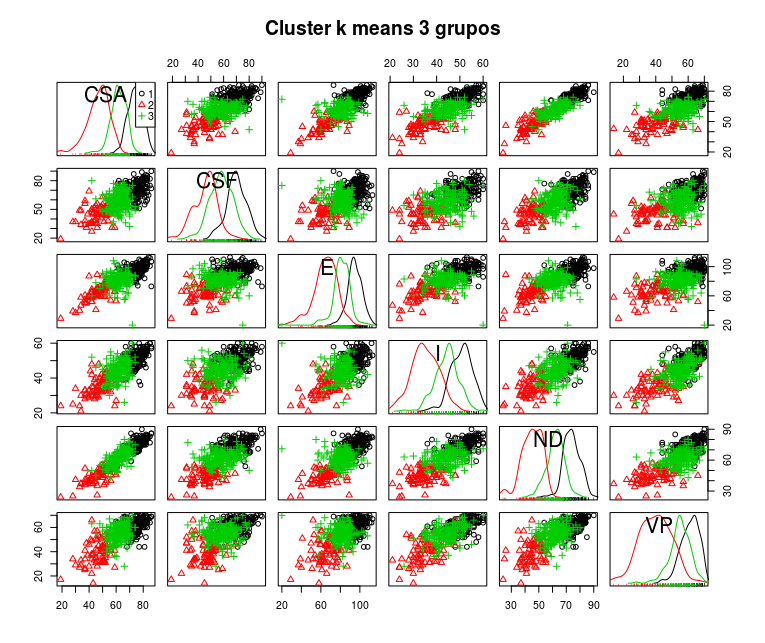 Cluster k means 3 grupos
20 40 60 80
20 30 40 50 60
20 40 60
CSA
1
2
3
20 50 80
20 50 80
CSF
E
20 60 100
20 40 60
I
ND
30 50 90
20 40 60
VP
20 40 60 80
20 60 100
30 50 70 90